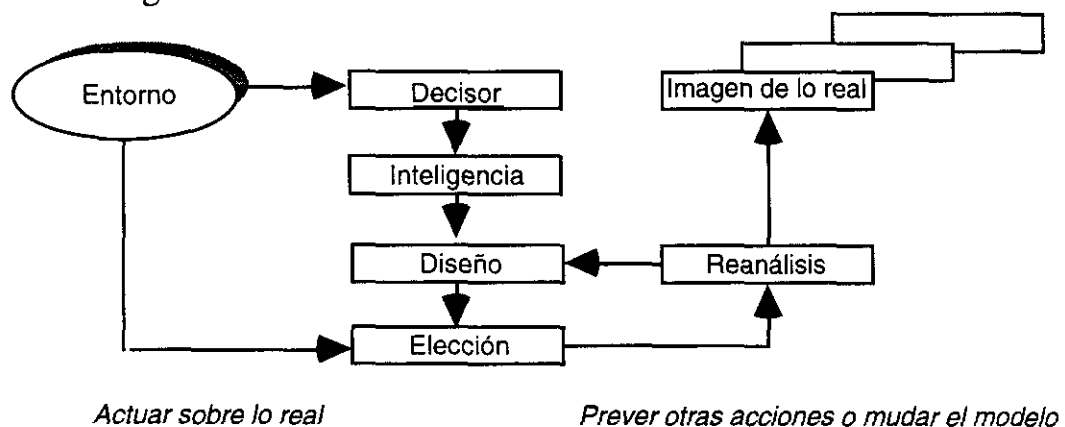 Entorno
Decisor
Imagen de lo real
Inteligencia
Diseño
Reanálisis
Elección
Actuar sobre lo real
Prever otras acciones o mudar el modelo